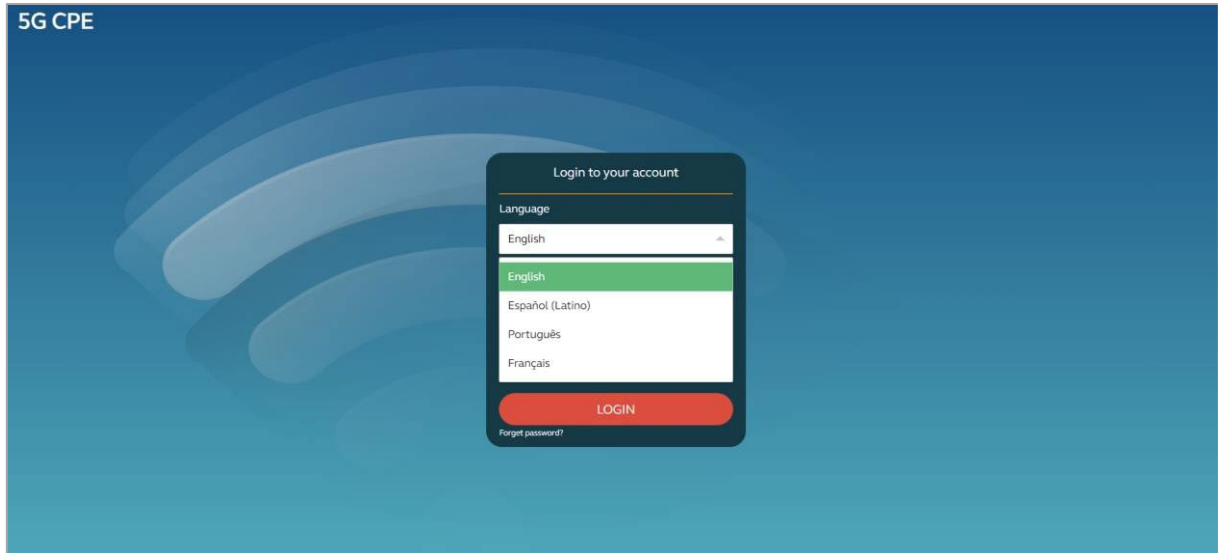 5G CPE
Login to your account
Language
English
English
Español (Latino)
Português
Français
LOGIN
Forget password?